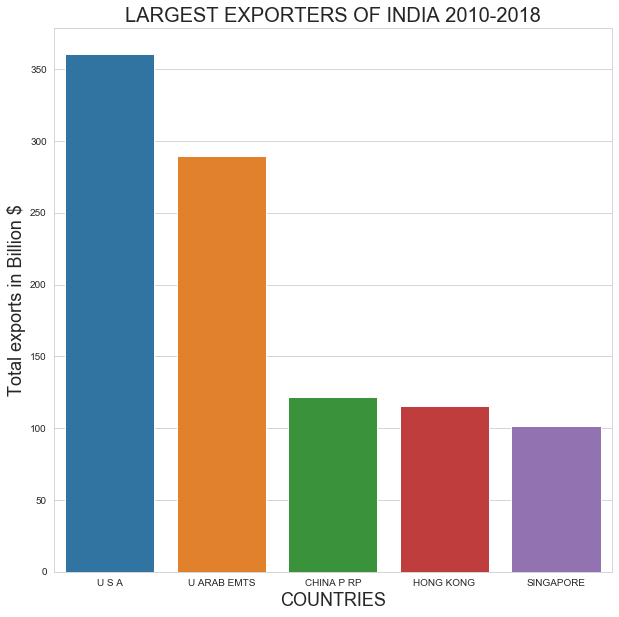 LARGEST EXPORTERS OF INDIA 2010-2018
Total exports in Billion $
350
300
250
200
150
100
50
0
U S A
U ARAB EMTS
CHINA P RP
HONG KONG
SINGAPORE
COUNTRIES